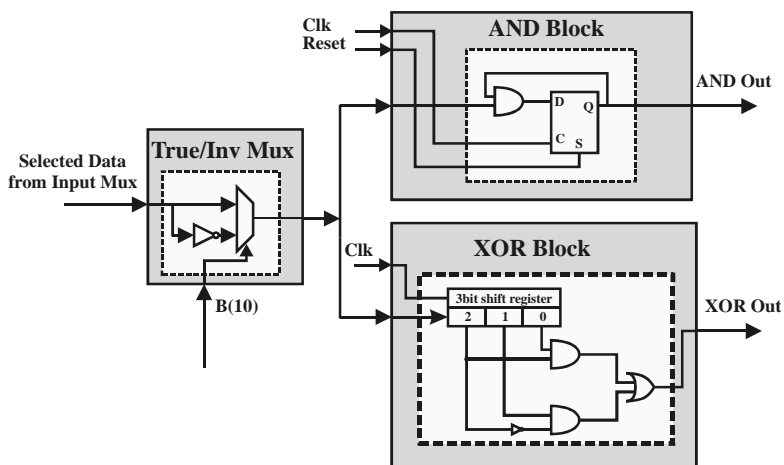 Clk
Reset
AND Block
D
Q
C
S
AND Out
Selected Data
from Input Mux
True/Inv Mux
B(10)
Clk
XOR Block
3bit shift register
2 1 0
XOR Out